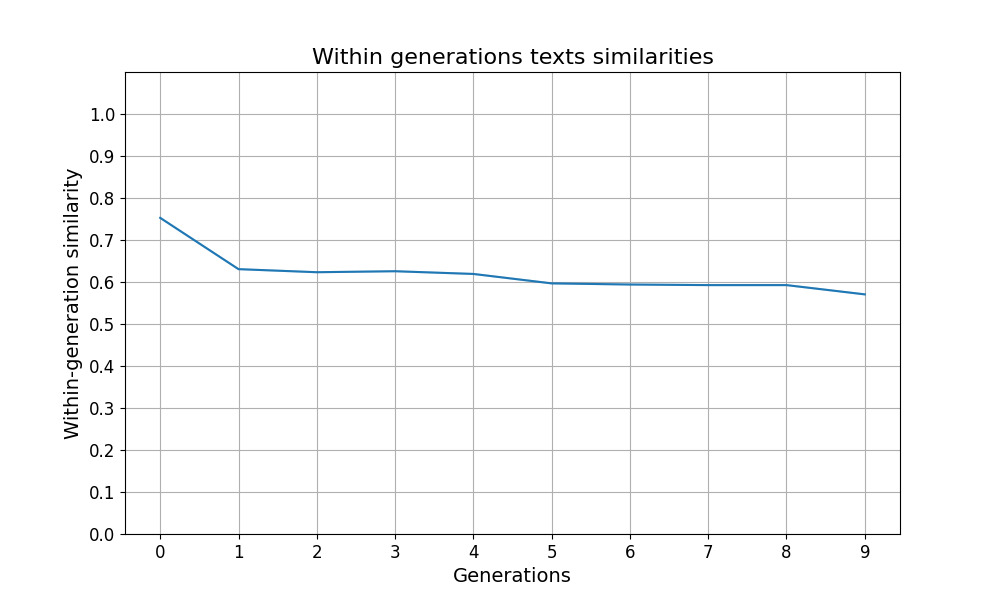 Within generations texts similarities
Within-generation similarity
1.0
0.9
0.8
0.7
0.6
0.5
0.4
0.3
0.2
0.1
0.0
0 1 2 3 4 5 6 7 8 9
Generations